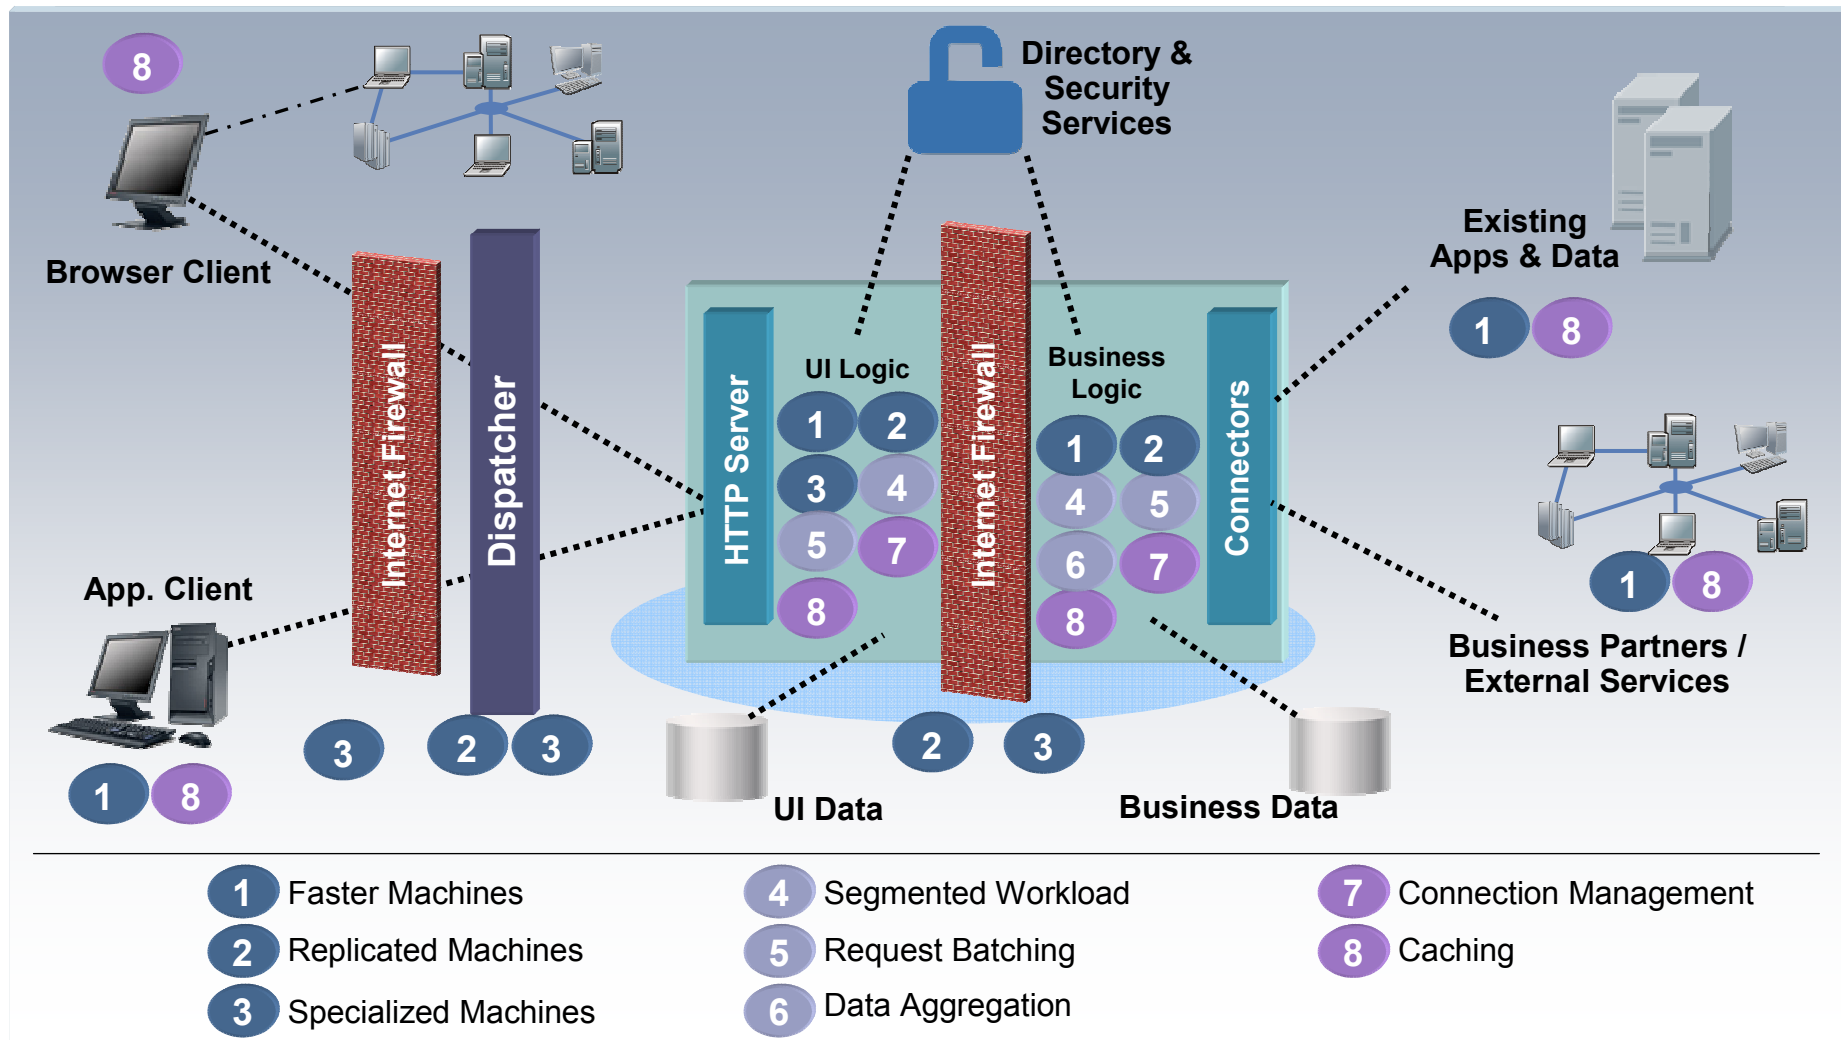 8
Directory &
Security
Services
Browser Client
Existing
Apps & Data
1 8
Internet Firewall
Dispatcher
HTTP Server
UI Logic
1 2
3 4
5 7
8
Internet Firewall
Business
Logic
1 2
4 5
6 7
8
Connectors
1 8
Business Partners /
External Services
App. Client
1 8
3
2 3
2 3
UI Data
Business Data
1 Faster Machines
2 Replicated Machines
3 Specialized Machines
4 Segmented Workload
5 Request Batching
6 Data Aggregation
7 Connection Management
8 Caching